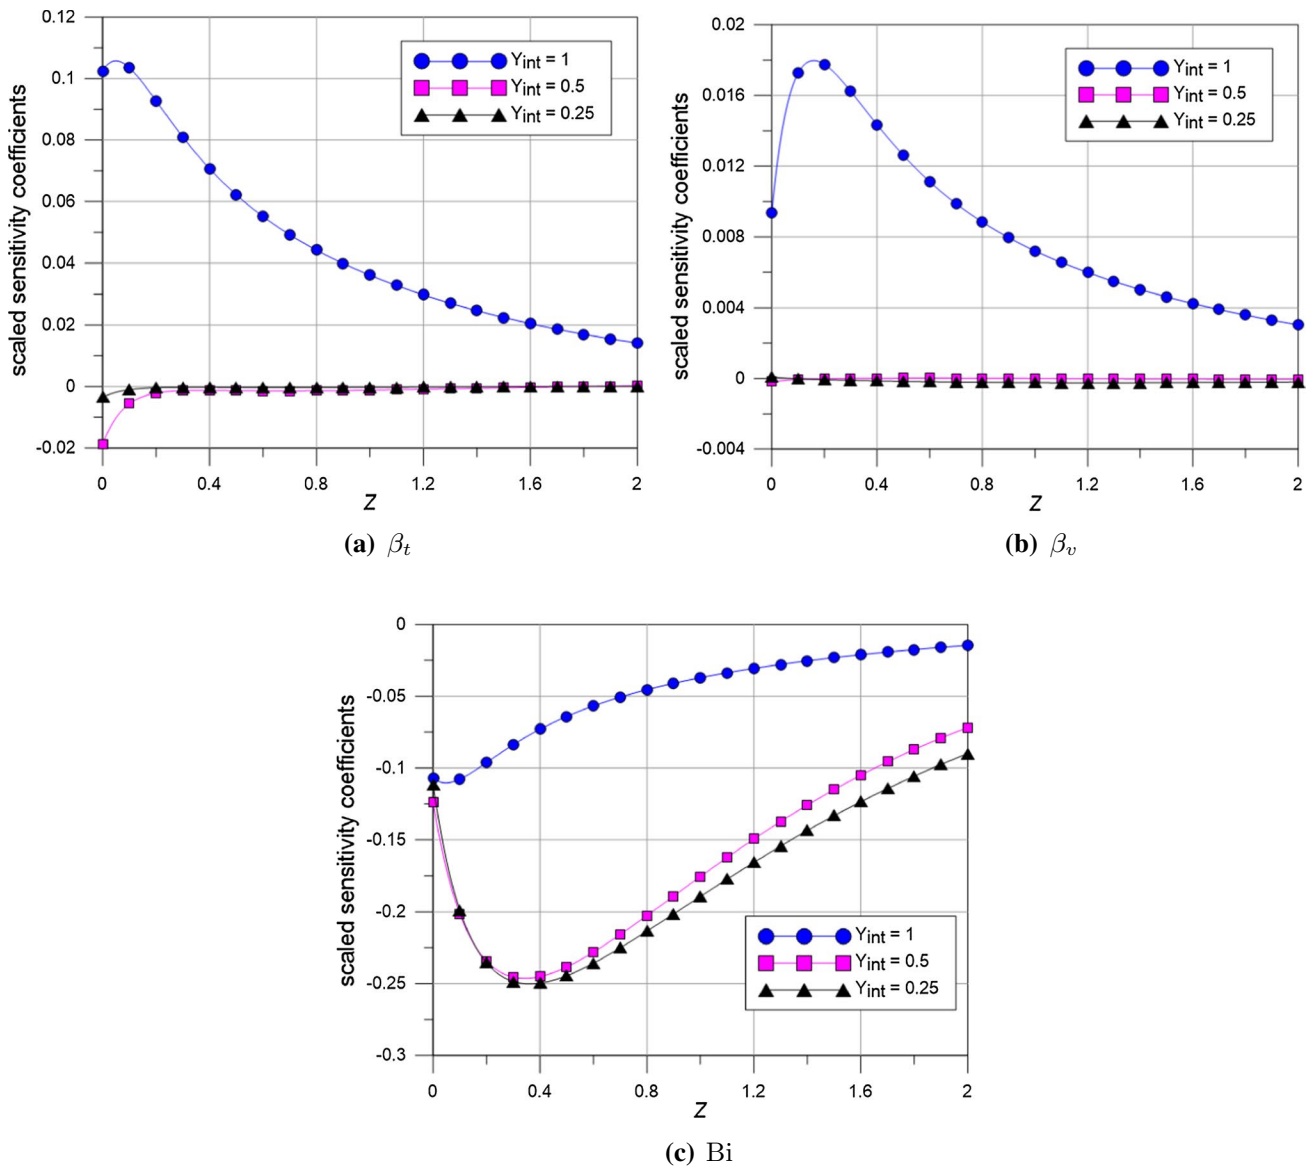 scaled sensitivity coefficients
0.12
0.1
0.08
0.06
0.04
0.02
0
-0.02
0 0.4 0.8 1.2 1.6 2
Z
Yint = 1
Yint = 0.5
Yint = 0.25
(a) βt
scaled sensitivity coefficients
0.02
0.016
0.012
0.008
0.004
0
-0.004
0 0.4 0.8 1.2 1.6 2
Z
Yint = 1
Yint = 0.5
Yint = 0.25
(b) βv
scaled sensitivity coefficients
0
-0.05
-0.1
-0.15
-0.2
-0.25
-0.3
0 0.4 0.8 1.2 1.6 2
Z
Yint = 1
Yint = 0.5
Yint = 0.25
(c) Bi